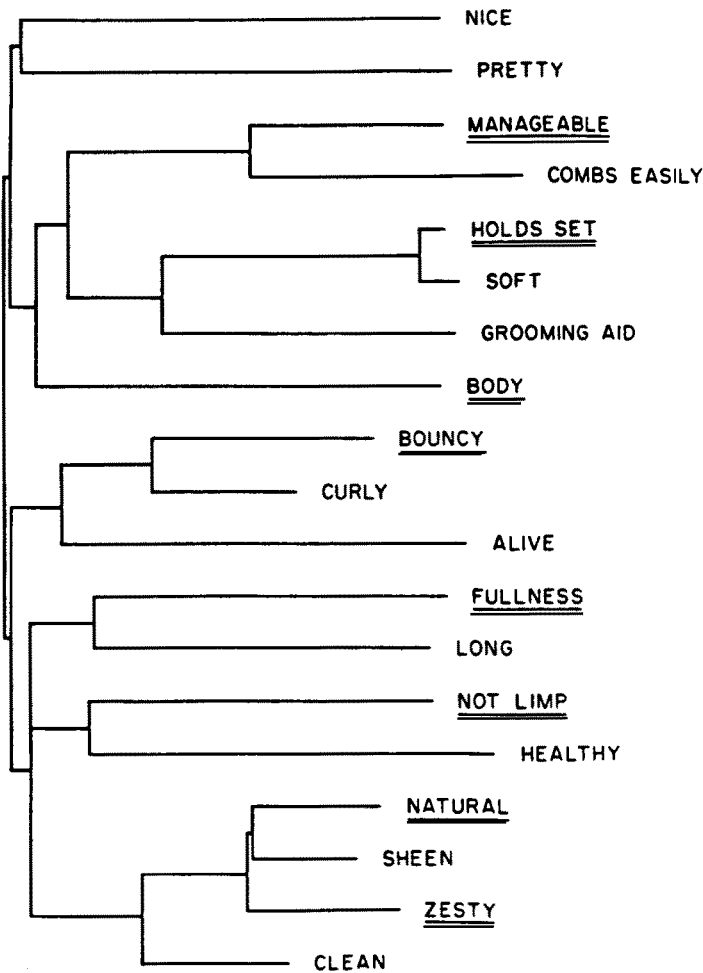 NICE
PRETTY
MANAGEABLE
COMBS EASILY
HOLDS SET
SOFT
GROOMING AID
BODY
BOUNCY
CURLY
ALIVE
FULLNESS
LONG
NOT LIMP
HEALTHY
NATURAL
SHEEN
ZESTY
CLEAN